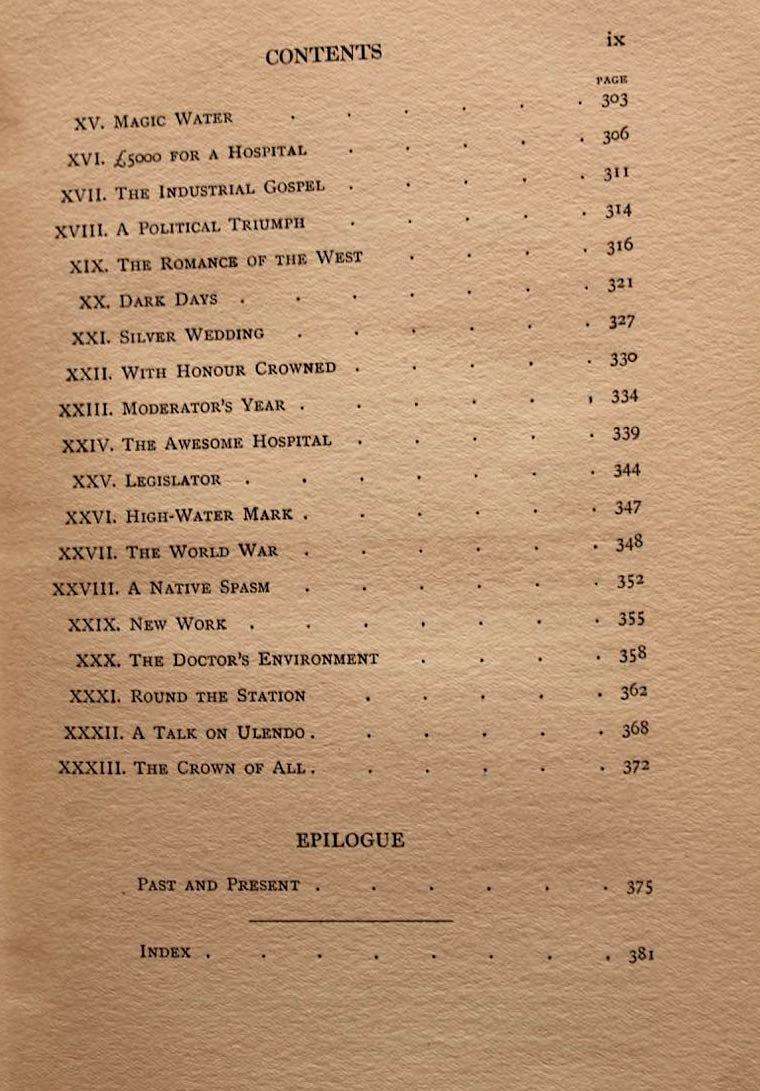 CONTENTS ix
PAGE
XV. Magic Water . . . . . . 303
XVI. £5000 for a Hospital . . . . . 306
XVII. The Industrial Gospel . . . . . 311
XVIII. A Political Triumph . . . . . 314
XIX. The Romance of the West . . . . 316
XX. Dark Days . . . . . . . 321
XXI. Silver Wedding . . . . . . 327
XXII. With Honour Crowned . . . . . 330
XXIII. Moderator's Year . . . . . , 334
XXIV. The Awesome Hospital . . . . . 339
XXV. Legislator . . . . . . . 344
XXVI. High-Water Mark . . . . . . 347
XXVII. The World War . . . . . . 348
XXVIII. A Native Spasm . . . . . . 352
XXIX. New Work . . . . . . . 355
XXX. The Doctor's Environment . . . . 358
XXXI. Round the Station . . . . . 362
XXXII. A Talk on Ulendo . . . . . . 368
XXXIII. The Crown of All . . . . . . 372
EPILOGUE
Past and Present . . . . . . 375
Index . . . . . . . . 381